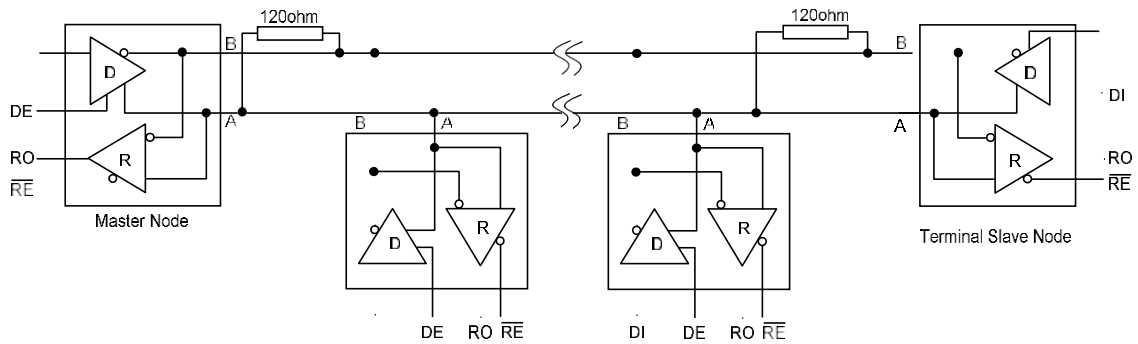 120ohm
120ohm
B
B
D
D
DE
DI
A
B
A
B
A
A
RO
R
R
RO
RE
RE
Master Node
D
R
D
R
Terminal Slave Node
DE
RO
RE
DI
DE
RO
RE